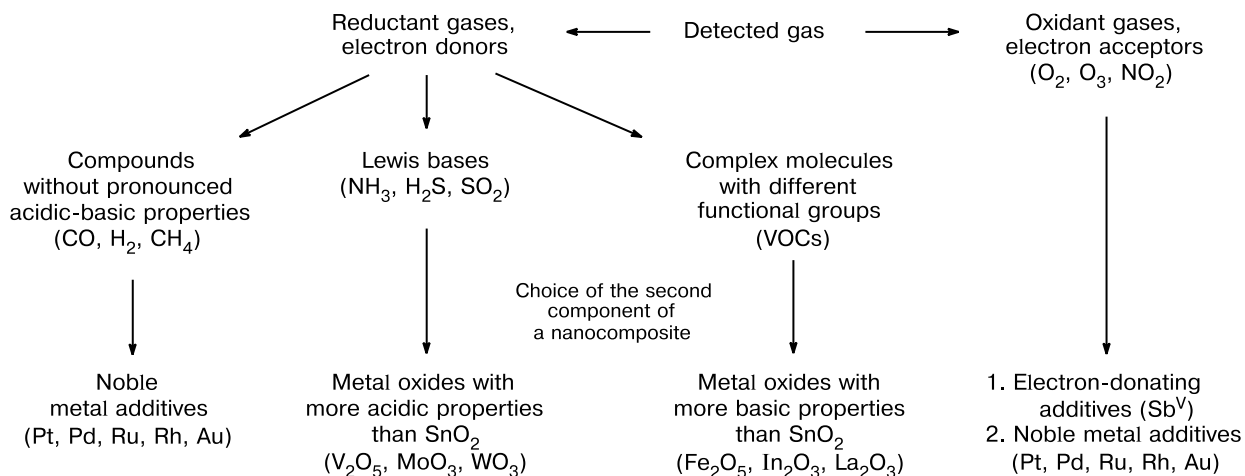 Reductant gases,
electron donors
Detected gas
Oxidant gases,
electron acceptors
(O₂, O₃, NO₂)
Compounds
without pronounced
acidic-basic properties
(CO, H₂, CH₄)
Lewis bases
(NH₃, H₂S, SO₂)
Complex molecules
with different
functional groups
(VOCs)
Choice of the second
component of
a nanocomposite
Noble
metal additives
(Pt, Pd, Ru, Rh, Au)
Metal oxides with
more acidic properties
than SnO₂
(V₂O₅, MoO₃, WO₃)
Metal oxides with
more basic properties
than SnO₂
(Fe₂O₅, In₂O₃, La₂O₃)
1. Electron-donating
additives (Sbⱽ)
2. Noble metal additives
(Pt, Pd, Ru, Rh, Au)